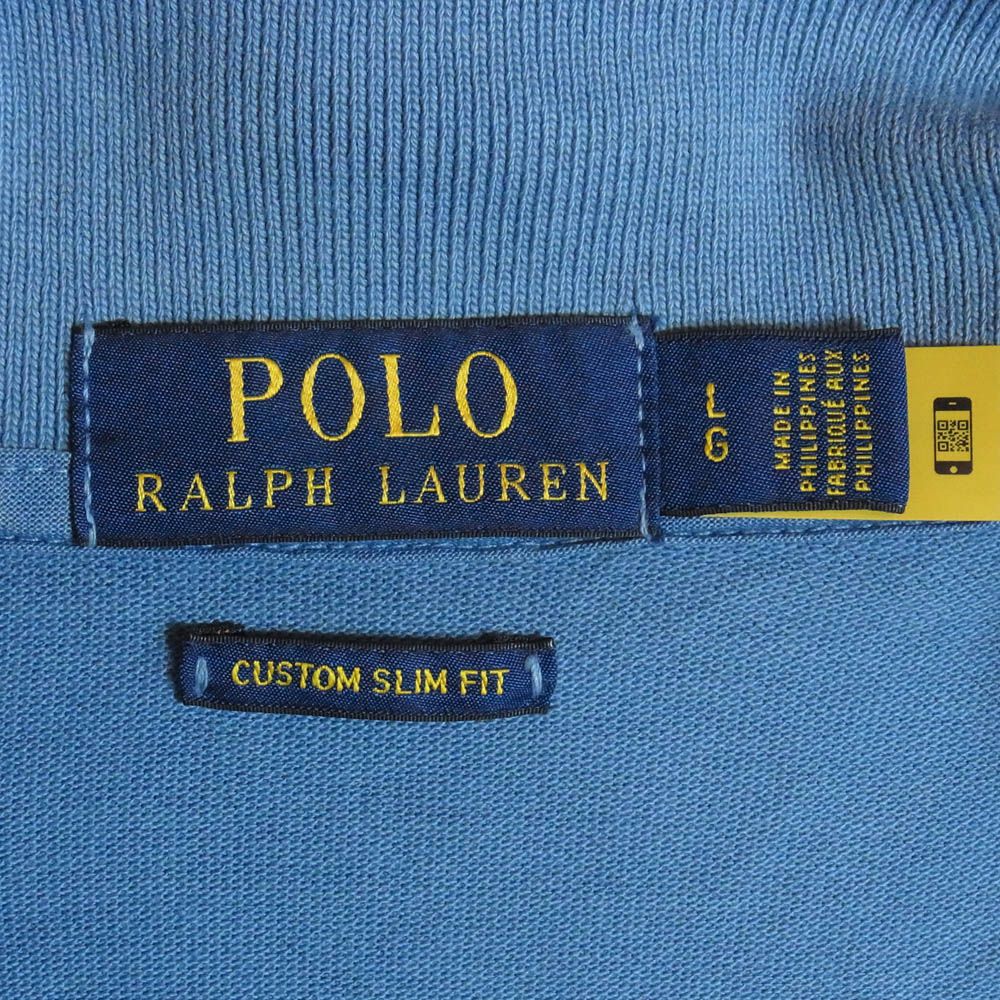 POLO
RALPH LAUREN
L
G
MADE IN
PHILIPPINES
FABRIQUÉ AUX
PHILIPPINES
CUSTOM SLIM FIT